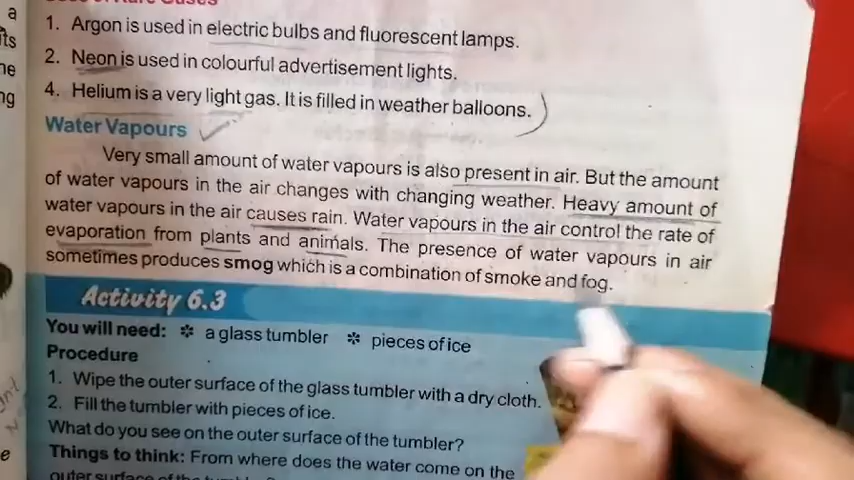 1. Argon is used in electric bulbs and fluorescent lamps.
2. Neon is used in colourful advertisement lights.
4. Helium is a very light gas. It is filled in weather balloons.
Water Vapours
Very small amount of water vapours is also present in air. But the amount
of water vapours in the air changes with changing weather. Heavy amount of
water vapours in the air causes rain. Water vapours in the air control the rate of
evaporation from plants and animals. The presence of water vapours in air
sometimes produces smog which is a combination of smoke and fog.
Activity 6.3
You will need: ✻ a glass tumbler ✻ pieces of ice
Procedure
1. Wipe the outer surface of the glass tumbler with a dry cloth.
2. Fill the tumbler with pieces of ice.
What do you see on the outer surface of the tumbler?
Things to think: From where does the water come on the
outer surface of the